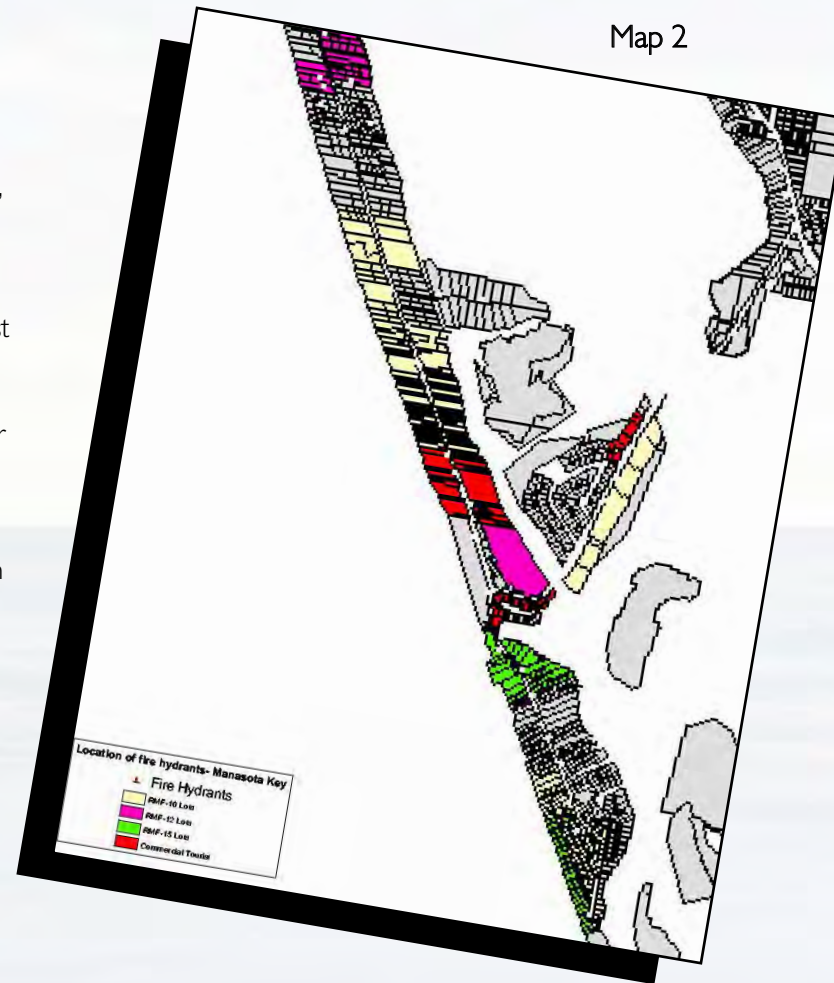 Map 2
st
r
n
Location of fire hydrants- Manasota Key
Fire Hydrants
RMF-10 Lots
RMF-12 Lots
RMF-15 Lots
Commercial Tourist